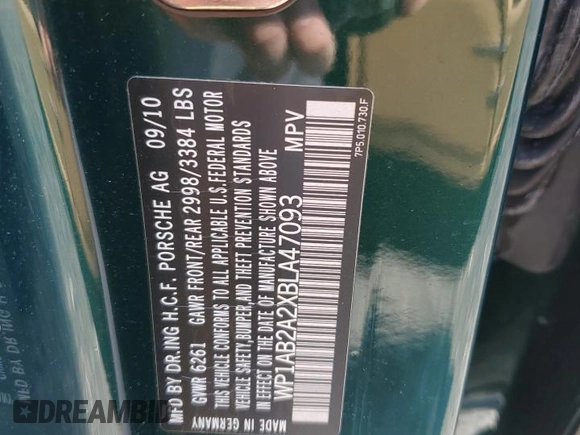 MFD BY DR.ING H.C.F. PORSCHE AG 09/10
GVWR 6261 GAWR FRONT/REAR 2998/3384 LBS
THIS VEHICLE CONFORMS TO ALL APPLICABLE U.S. FEDERAL MOTOR
VEHICLE SAFETY, BUMPER, AND THEFT PREVENTION STANDARDS
IN EFFECT ON THE DATE OF MANUFACTURE SHOWN ABOVE
WP1AB2A2XBLA47093 MPV
MADE IN GERMANY
7P5.010.730.F
DREAMBID